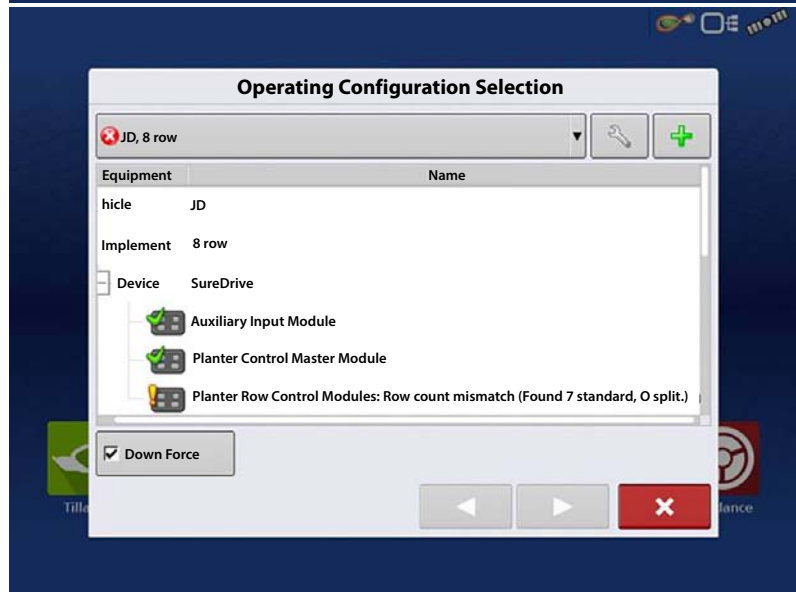 Operating Configuration Selection
JD, 8 row
Equipment Name
hicle JD
Implement 8 row
Device SureDrive
Auxiliary Input Module
Planter Control Master Module
Planter Row Control Modules: Row count mismatch (Found 7 standard, O split.)
Down Force
Tilla
dance